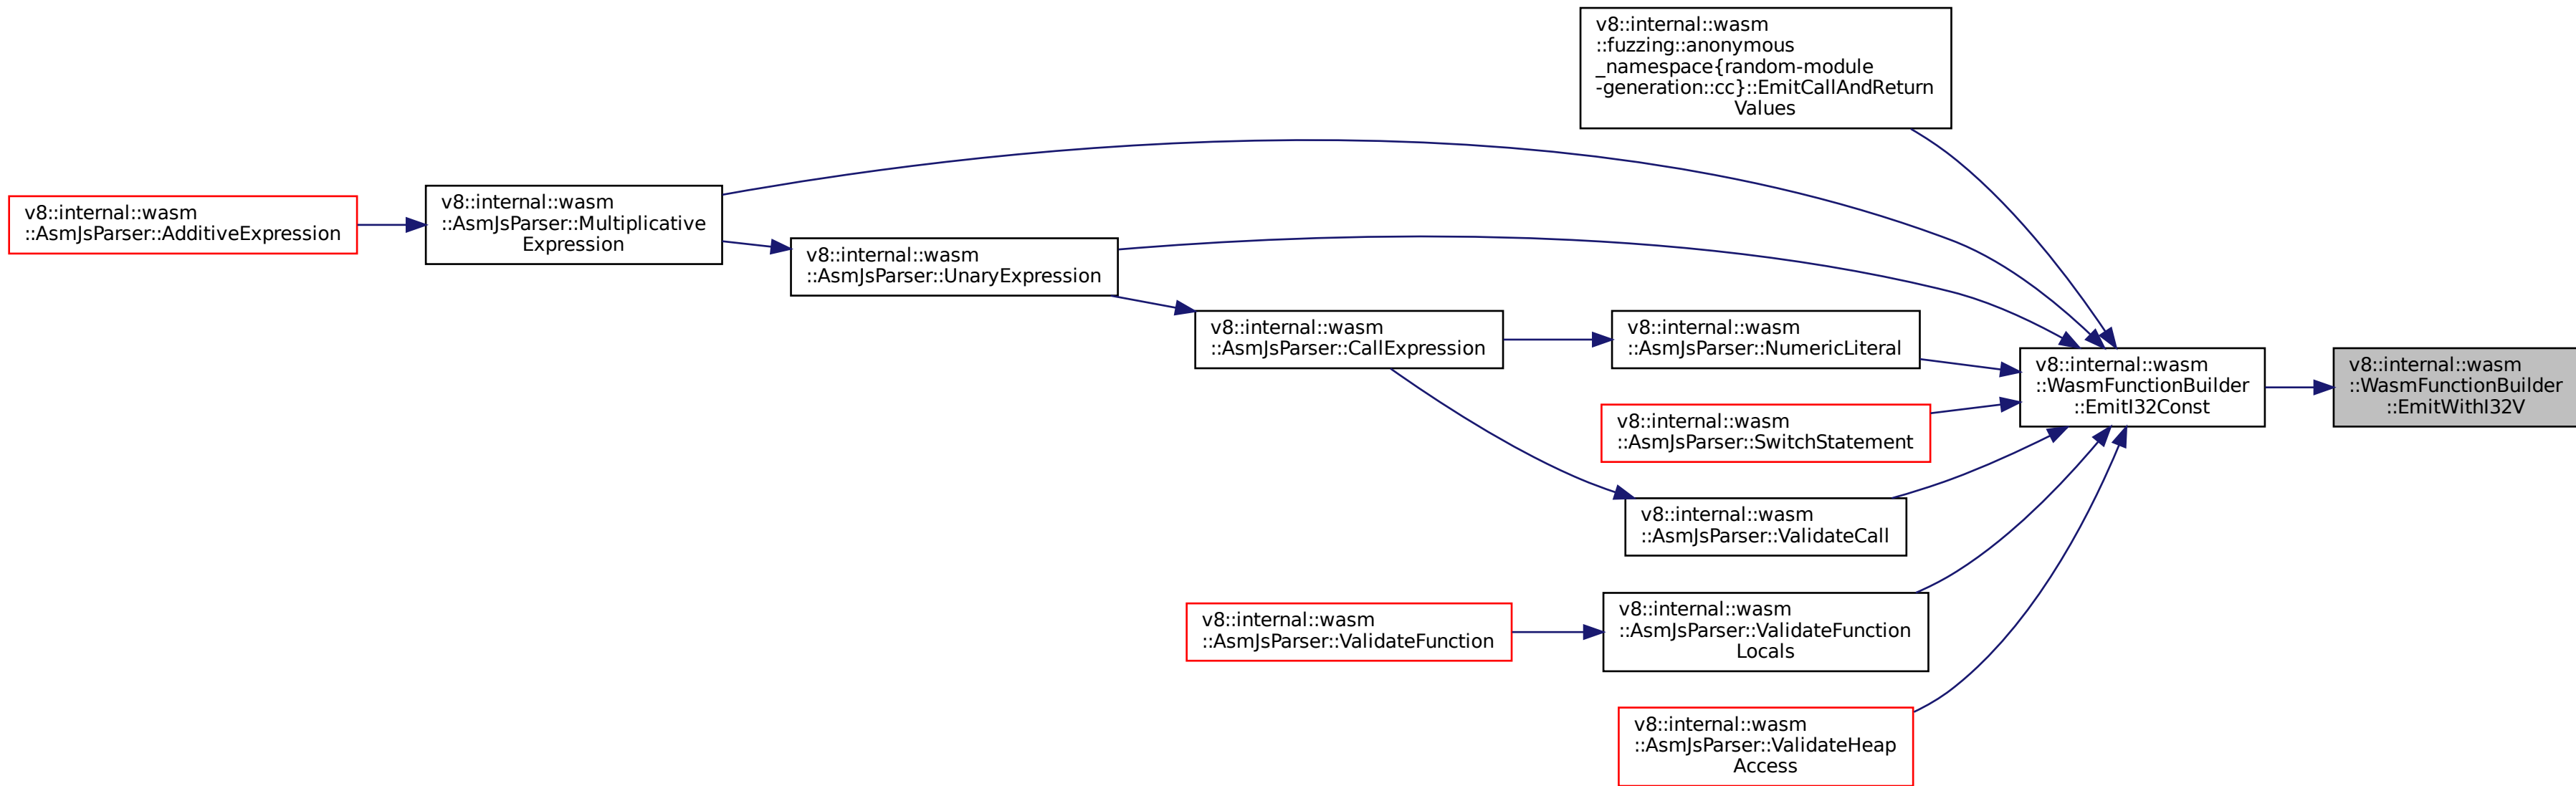 v8::internal::wasm
::fuzzing::anonymous
_namespace{random-module
-generation::cc}::EmitCallAndReturn
Values
v8::internal::wasm
::AsmJsParser::AdditiveExpression
v8::internal::wasm
::AsmJsParser::Multiplicative
Expression
v8::internal::wasm
::AsmJsParser::UnaryExpression
v8::internal::wasm
::AsmJsParser::CallExpression
v8::internal::wasm
::AsmJsParser::NumericLiteral
v8::internal::wasm
::AsmJsParser::SwitchStatement
v8::internal::wasm
::AsmJsParser::ValidateCall
v8::internal::wasm
::AsmJsParser::ValidateFunction
v8::internal::wasm
::AsmJsParser::ValidateFunction
Locals
v8::internal::wasm
::AsmJsParser::ValidateHeap
Access
v8::internal::wasm
::WasmFunctionBuilder
::EmitI32Const
v8::internal::wasm
::WasmFunctionBuilder
::EmitWithI32V